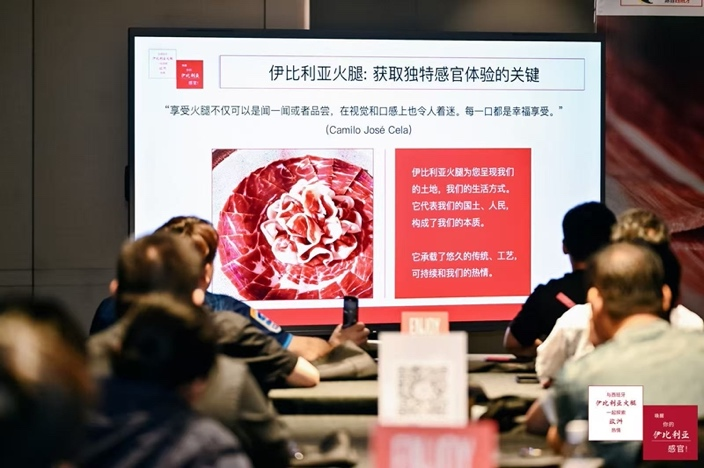 伊比利亚
感官!
伊比利亚火腿: 获取独特感官体验的关键
“享受火腿不仅可以是闻一闻或者品尝，在视觉和口感上也令人着迷。每一口都是幸福享受。”
(Camilo José Cela)
伊比利亚火腿为您呈现我们
的土地，我们的生活方式。
它代表我们的国土、人民，
构成了我们的本质。
它承载了悠久的传统、工艺，
可持续和我们的热情。
ENJOY
ENJOY
与西班牙
伊比利亚火腿
一起探索
欧洲
热情
唤醒
你的
伊比利亚
感官!